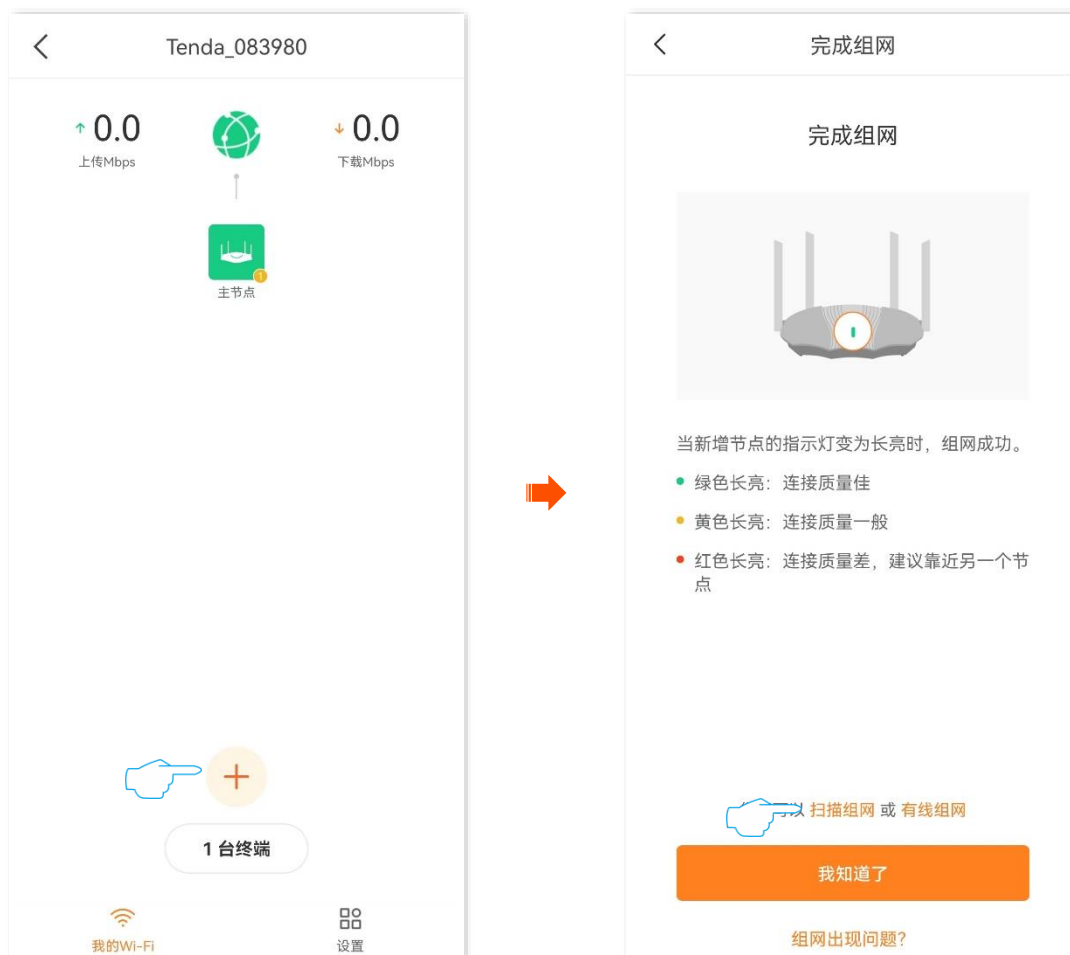 Tenda_083980
0.0
上传Mbps
0.0
下载Mbps
1
主节点
1 台终端
我的Wi-Fi
设置
完成组网
完成组网
当新增节点的指示灯变为长亮时，组网成功。
绿色长亮：连接质量佳
黄色长亮：连接质量一般
红色长亮：连接质量差，建议靠近另一个节
点
扫描组网 或 有线组网
我知道了
组网出现问题？